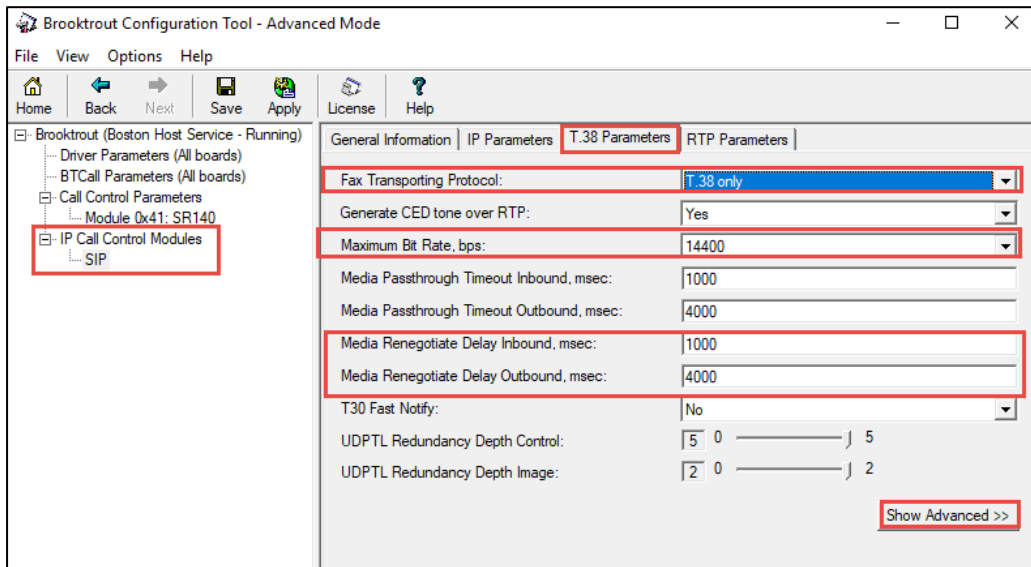 Brooktrout Configuration Tool - Advanced Mode
File View Options Help
Home Back Next Save Apply License Help
Brooktrout (Boston Host Service - Running)
Driver Parameters (All boards)
BTCall Parameters (All boards)
Call Control Parameters
Module 0x41: SR140
IP Call Control Modules
SIP
General Information IP Parameters T.38 Parameters RTP Parameters
Fax Transporting Protocol: T.38 only
Generate CED tone over RTP: Yes
Maximum Bit Rate, bps: 14400
Media Passthrough Timeout Inbound, msec: 1000
Media Passthrough Timeout Outbound, msec: 4000
Media Renegotiate Delay Inbound, msec: 1000
Media Renegotiate Delay Outbound, msec: 4000
T30 Fast Notify: No
UDPTL Redundancy Depth Control: 5 0 5
UDPTL Redundancy Depth Image: 2 0 2
Show Advanced >>